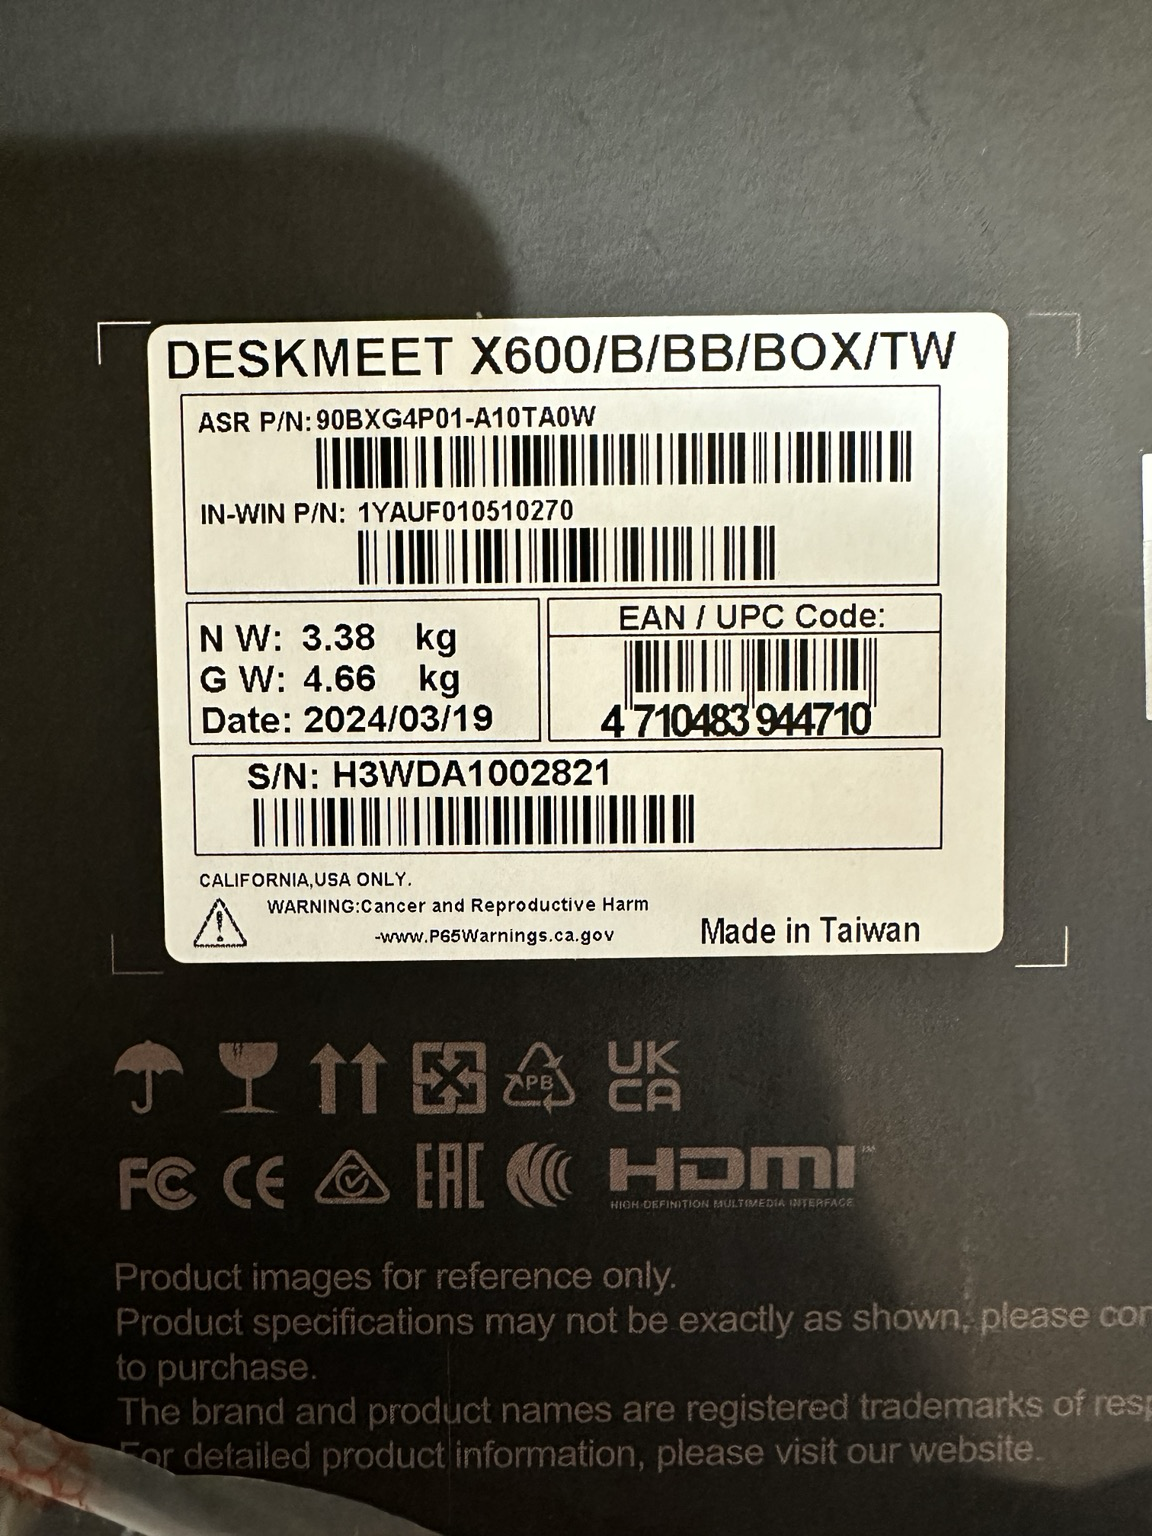 DESKMEET X600/B/BB/BOX/TW
ASR P/N: 90BXG4P01-A10TA0W
IN-WIN P/N: 1YAUF010510270
N W: 3.38 kg
G W: 4.66 kg
Date: 2024/03/19
EAN / UPC Code:
4 710483 944710
S/N: H3WDA1002821
CALIFORNIA,USA ONLY.
WARNING:Cancer and Reproductive Harm
-www.P65Warnings.ca.gov
Made in Taiwan
PB
UK
CA
FC CE EAC N HDMI™
HIGH-DEFINITION MULTIMEDIA INTERFACE
Product images for reference only.
Product specifications may not be exactly as shown, please
to purchase.
The brand and product names are registered trademarks of
For detailed product information, please visit our website.